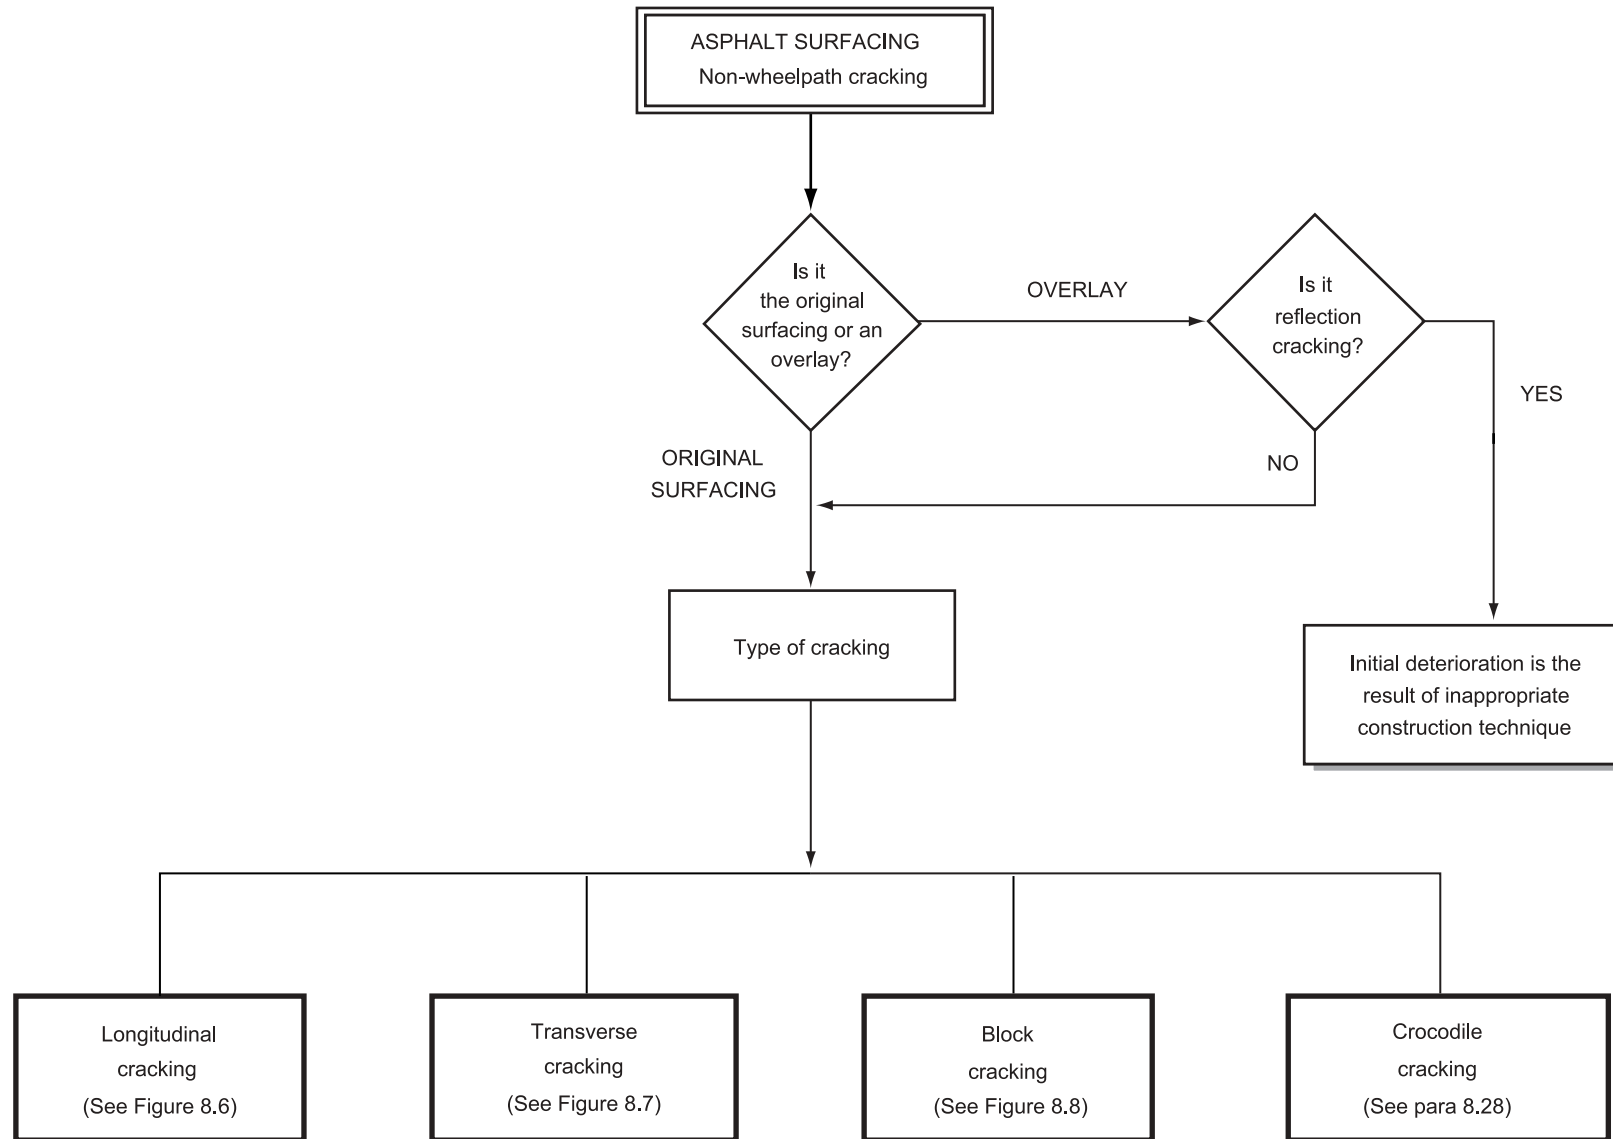 ASPHALT SURFACING
Non-wheelpath cracking
Is it
the original
surfacing or an
overlay?
OVERLAY
Is it
reflection
cracking?
YES
ORIGINAL
SURFACING
NO
Type of cracking
Initial deterioration is the
result of inappropriate
construction technique
Longitudinal
cracking
(See Figure 8.6)
Transverse
cracking
(See Figure 8.7)
Block
cracking
(See Figure 8.8)
Crocodile
cracking
(See para 8.28)